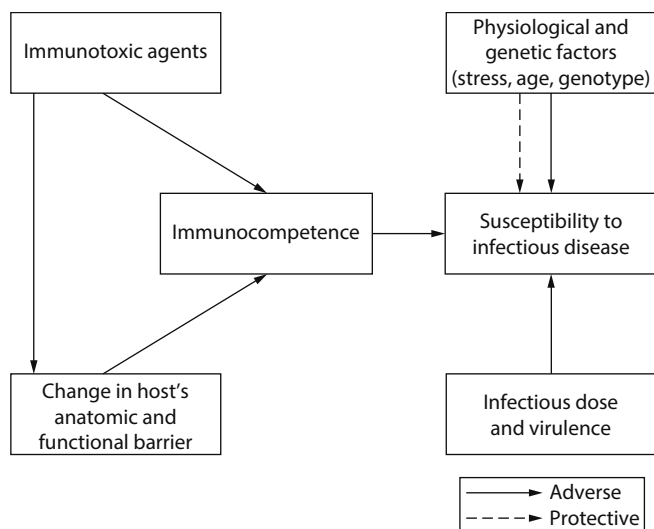 Immunotoxic agents
Physiological and
genetic factors
(stress, age, genotype)
Immunocompetence
Susceptibility to
infectious disease
Change in host's
anatomic and
functional barrier
Infectious dose
and virulence
Adverse
Protective